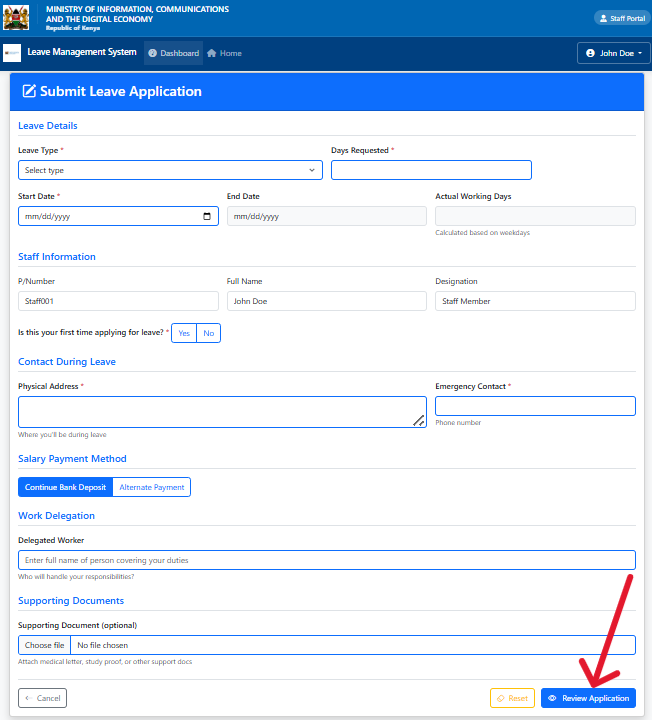 MINISTRY OF INFORMATION, COMMUNICATIONS
AND THE DIGITAL ECONOMY
Republic of Kenya
Staff Portal
Leave Management System
Dashboard
Home
John Doe
Submit Leave Application
Leave Details
Leave Type *
Days Requested *
Select type
Start Date *
End Date
Actual Working Days
mm/dd/yyyy
mm/dd/yyyy
Calculated based on weekdays
Staff Information
P/Number
Full Name
Designation
Staff001
John Doe
Staff Member
Is this your first time applying for leave? *
Yes
No
Contact During Leave
Physical Address *
Emergency Contact *
Where you'll be during leave
Phone number
Salary Payment Method
Continue Bank Deposit
Alternate Payment
Work Delegation
Delegated Worker
Enter full name of person covering your duties
Who will handle your responsibilities?
Supporting Documents
Supporting Document (optional)
Choose file
No file chosen
Attach medical letter, study proof, or other support docs
← Cancel
Reset
Review Application